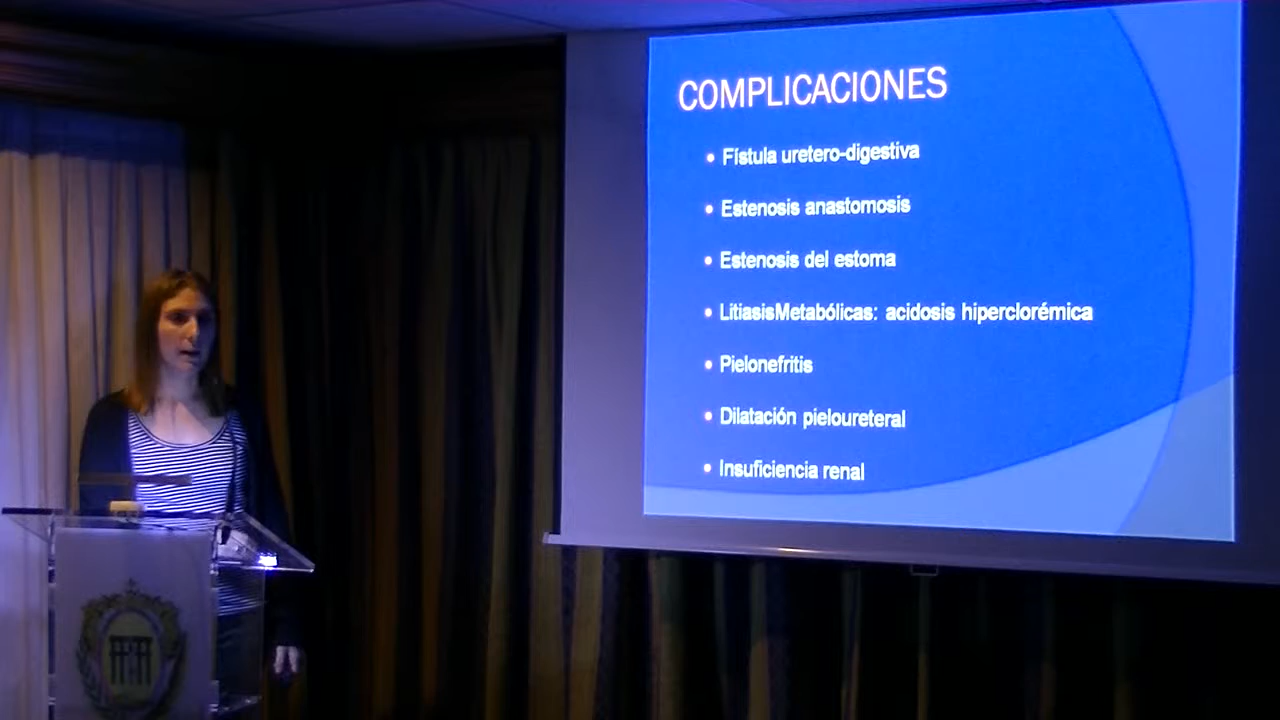 COMPLICACIONES
• Fístula uretero-digestiva
• Estenosis anastomosis
• Estenosis del estoma
• LitiasisMetabólicas: acidosis hiperclorémica
• Pielonefritis
• Dilatación pieloureteral
• Insuficiencia renal